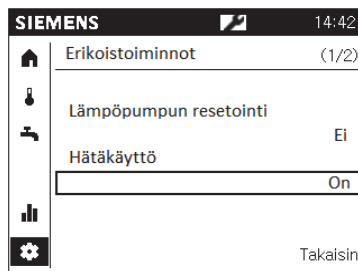 SIEMENS 14:42
Erikoistoiminnot (1/2)
Lämpöpumpun resetointi
Ei
Hätäkäyttö
On
Takaisin